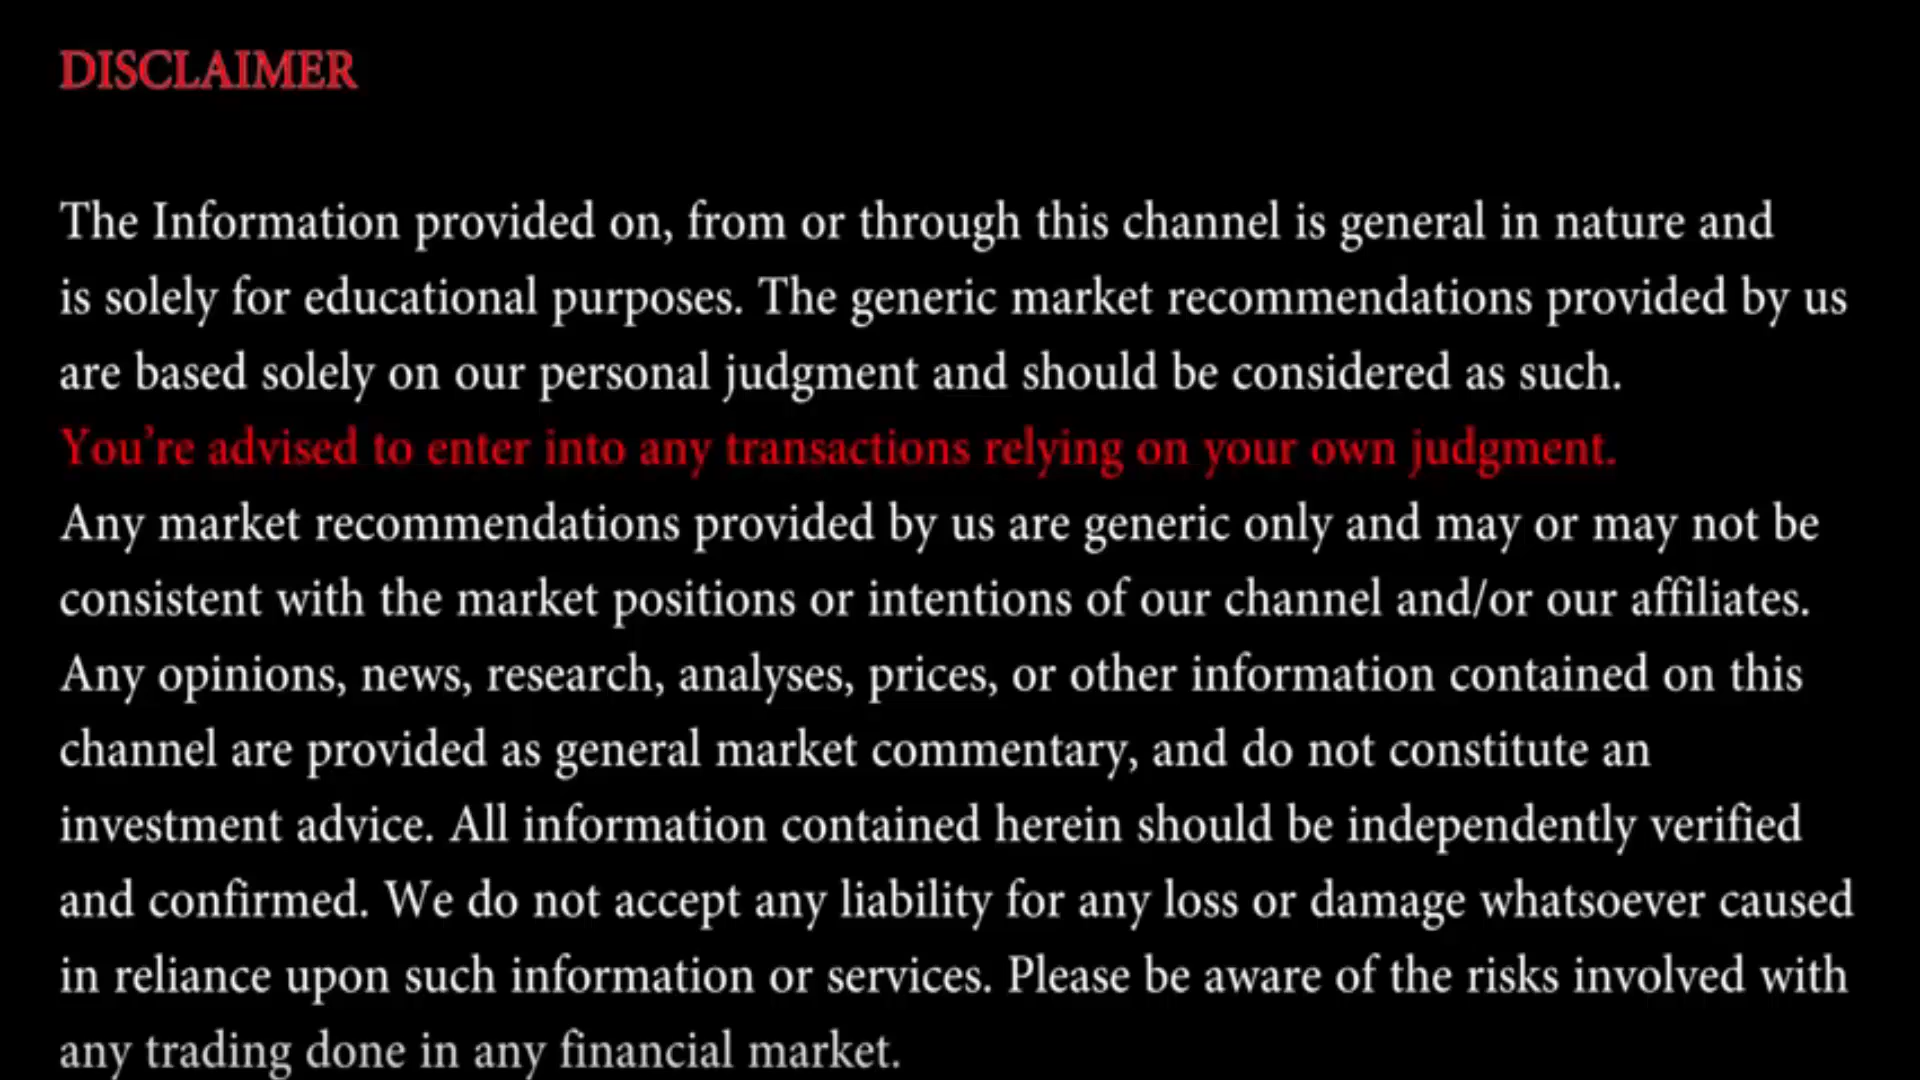 DISCLAIMER
The Information provided on, from or through this channel is general in nature and
is solely for educational purposes. The generic market recommendations provided by us
are based solely on our personal judgment and should be considered as such.
You’re advised to enter into any transactions relying on your own judgment.
Any market recommendations provided by us are generic only and may or may not be
consistent with the market positions or intentions of our channel and/or our affiliates.
Any opinions, news, research, analyses, prices, or other information contained on this
channel are provided as general market commentary, and do not constitute an
investment advice. All information contained herein should be independently verified
and confirmed. We do not accept any liability for any loss or damage whatsoever caused
in reliance upon such information or services. Please be aware of the risks involved with
any trading done in any financial market.